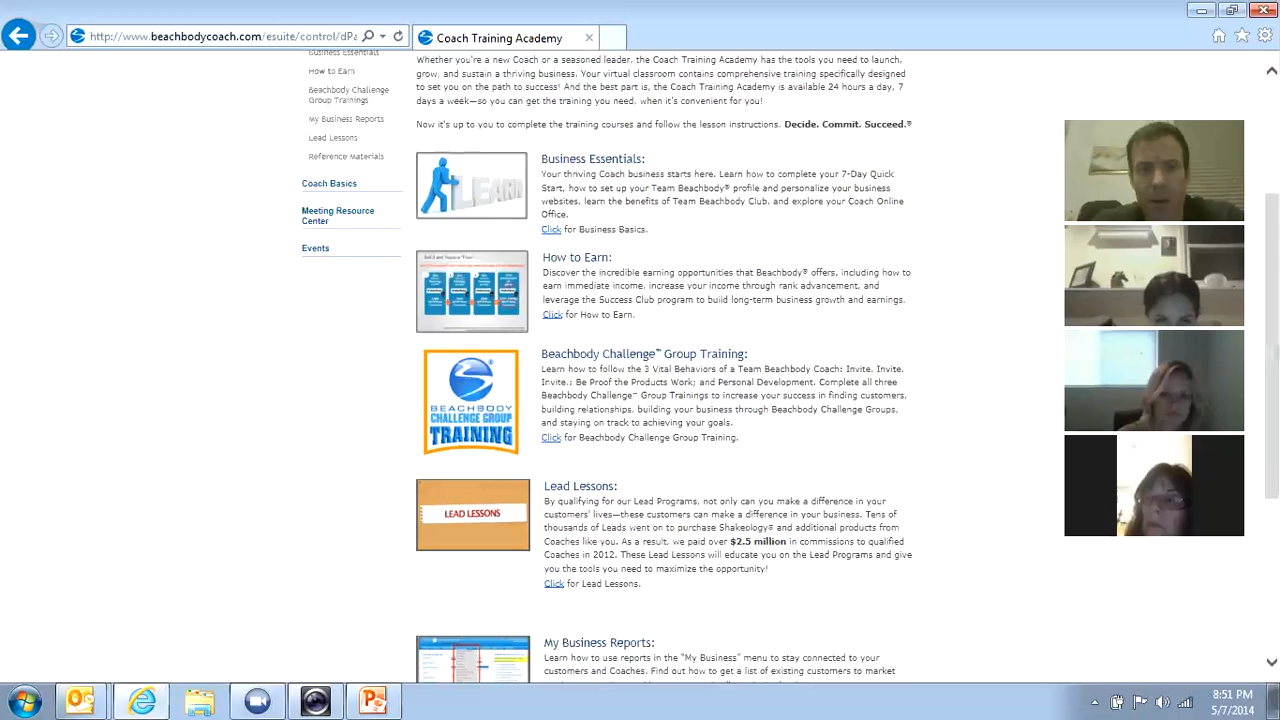 http://www.beachbodycoach.com/esuite/control/dPa
Coach Training Academy
Business Essentials
How to Earn
Beachbody Challenge
Group Trainings
My Business Reports
Lead Lessons
Reference Materials
Coach Basics
Meeting Resource
Center
Events
Whether you're a new Coach or a seasoned leader, the Coach Training Academy has the tools you need to launch,
grow, and sustain a thriving business. Your virtual classroom contains comprehensive training specifically designed
to set you on the path to success! And the best part is, the Coach Training Academy is available 24 hours a day, 7
days a week—so you can get the training you need, when it's convenient for you!
Now it's up to you to complete the training courses and follow the lesson instructions. Decide. Commit. Succeed.®
LEARN
Business Essentials:
Your thriving Coach business starts here. Learn how to complete your 7-Day Quick
Start, how to set up your Team Beachbody® profile and personalize your business
websites, learn the benefits of Team Beachbody Club, and explore your Coach Online
Office.
Click for Business Basics.
How to Earn:
Discover the incredible earning opportunities that Beachbody® offers, including how to
earn immediate income, increase your income through rank advancement, and
leverage the Success Club program to build long-term business growth and earnings.
Click for How to Earn.
BEACHBODY
CHALLENGE GROUP
TRAINING
Beachbody Challenge™ Group Training:
Learn how to follow the 3 Vital Behaviors of a Team Beachbody Coach: Invite. Invite.
Invite.; Be Proof the Products Work; and Personal Development. Complete all three
Beachbody Challenge™ Group Trainings to increase your success in finding customers,
building relationships, building your business through Beachbody Challenge Groups,
and staying on track to achieving your goals.
Click for Beachbody Challenge Group Training.
LEAD LESSONS
Lead Lessons:
By qualifying for our Lead Programs, not only can you make a difference in your
customers' lives—these customers can make a difference in your business. Tens of
thousands of Leads went on to purchase Shakeology® and additional products from
Coaches like you. As a result, we paid over $2.5 million in commissions to qualified
Coaches in 2012. These Lead Lessons will educate you on the Lead Programs and give
you the tools you need to maximize the opportunity!
Click for Lead Lessons.
My Business Reports:
Learn how to use reports in the "My Business" menu to stay connected to your
customers and Coaches. Find out how to get a list of existing customers to market
8:51 PM
5/7/2014